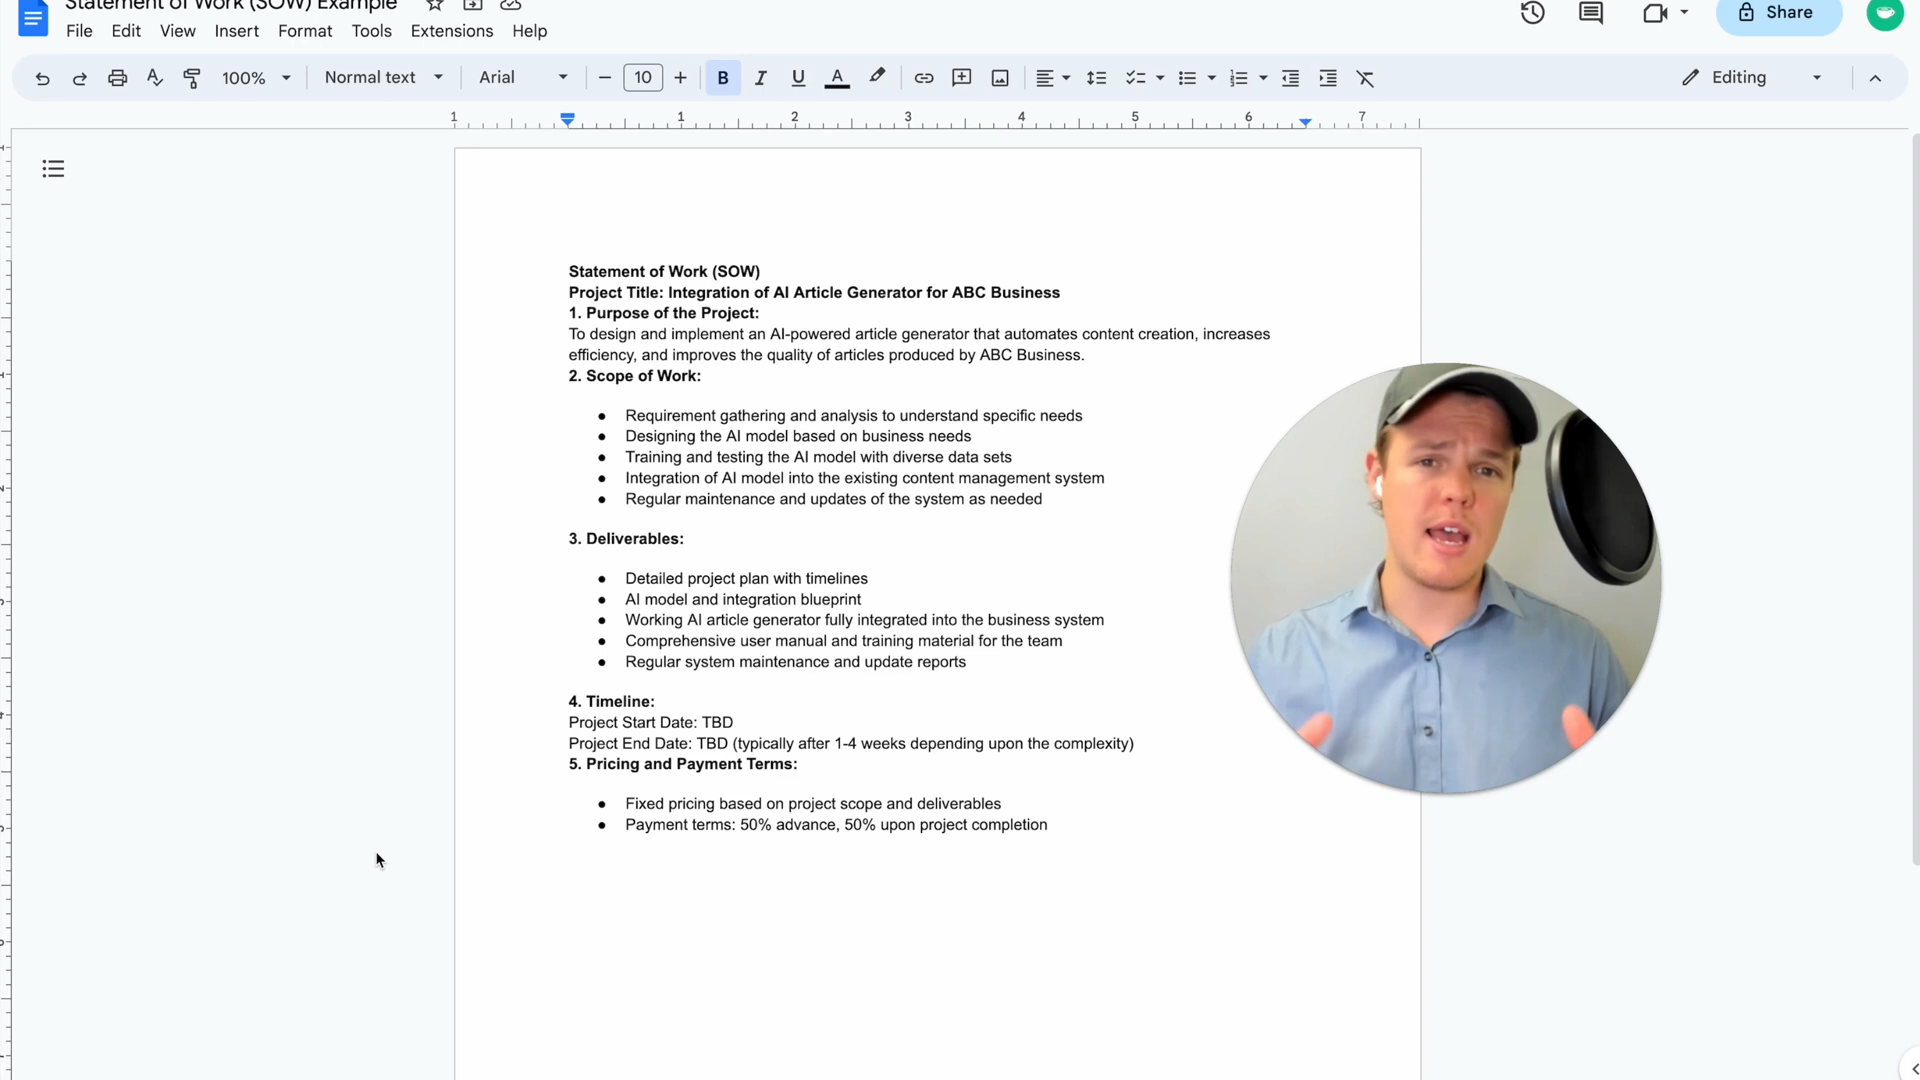 Statement of Work (SOW) Example
File Edit View Insert Format Tools Extensions Help
Share
100% Normal text Arial 10 B I U A Editing
1 1 2 3 4 5 6 7
Statement of Work (SOW)
Project Title: Integration of AI Article Generator for ABC Business
1. Purpose of the Project:
To design and implement an AI-powered article generator that automates content creation, increases
efficiency, and improves the quality of articles produced by ABC Business.
2. Scope of Work:
● Requirement gathering and analysis to understand specific needs
● Designing the AI model based on business needs
● Training and testing the AI model with diverse data sets
● Integration of AI model into the existing content management system
● Regular maintenance and updates of the system as needed
3. Deliverables:
● Detailed project plan with timelines
● AI model and integration blueprint
● Working AI article generator fully integrated into the business system
● Comprehensive user manual and training material for the team
● Regular system maintenance and update reports
4. Timeline:
Project Start Date: TBD
Project End Date: TBD (typically after 1-4 weeks depending upon the complexity)
5. Pricing and Payment Terms:
● Fixed pricing based on project scope and deliverables
● Payment terms: 50% advance, 50% upon project completion